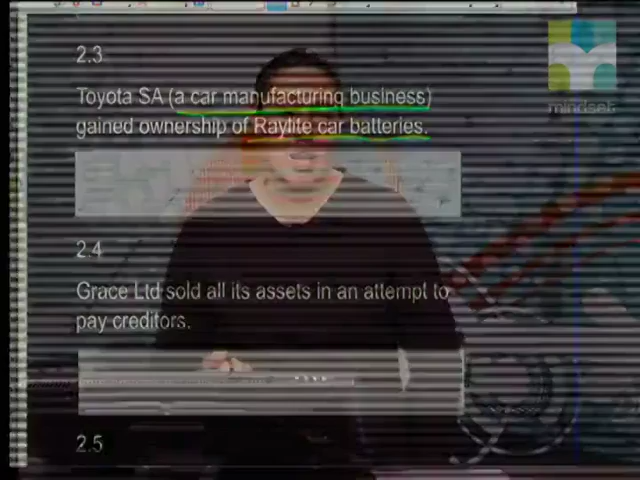 mindset
2.3
Toyota SA (a car manufacturing business)
gained ownership of Raylite car batteries.
2.4
Grace Ltd sold all its assets in an attempt to
pay creditors.
2.5